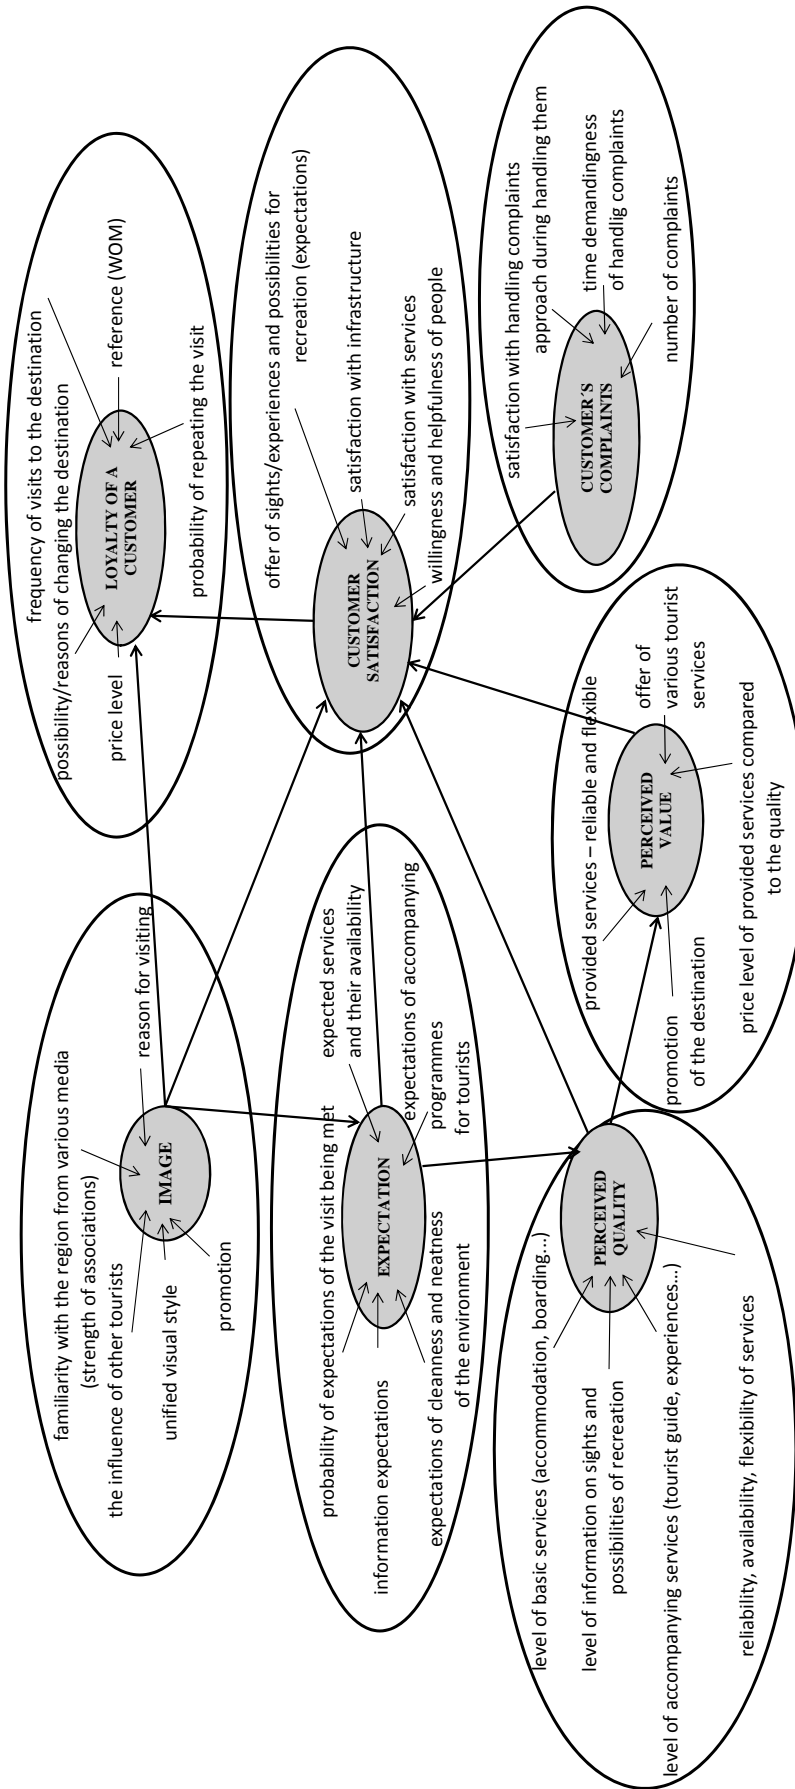 familiarity with the region from various media
(strength of associations)
the influence of other tourists
unified visual style
promotion
reason for visiting
IMAGE
frequency of visits to the destination
possibility/reasons of changing the destination
price level
reference (WOM)
probability of repeating the visit
LOYALTY OF A
CUSTOMER
probability of expectations of the visit being met
information expectations
expectations of cleanness and neatness
of the environment
expected services
and their availability
expectations of accompanying
programmes
for tourists
EXPECTATION
offer of sights/experiences and possibilities for
recreation (expectations)
satisfaction with infrastructure
satisfaction with services
willingness and helpfulness of people
CUSTOMER
SATISFACTION
level of basic services (accommodation, boarding...)
level of information on sights and
possibilities of recreation
level of accompanying services (tourist guide, experiences...)
reliability, availability, flexibility of services
PERCEIVED
QUALITY
provided services – reliable and flexible
promotion
of the destination
offer of
various tourist
services
price level of provided services compared
to the quality
PERCEIVED
VALUE
satisfaction with handling complaints
approach during handling them
time demandingness
of handlig complaints
number of complaints
CUSTOMER´S
COMPLAINTS